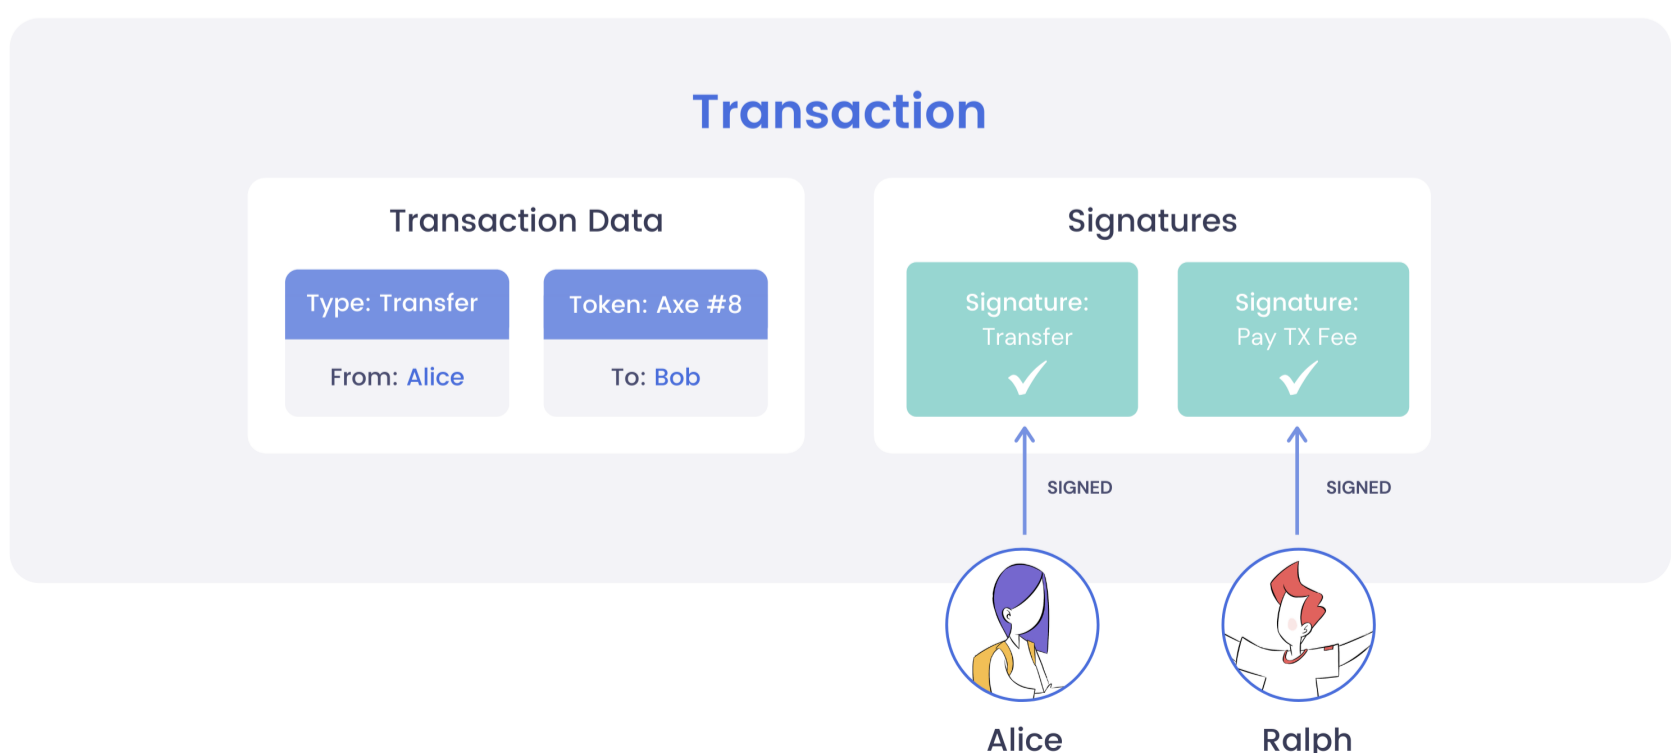 Transaction
Transaction Data
Type: Transfer
From: Alice
Token: Axe #8
To: Bob
Signatures
Signature:
Transfer
Signature:
Pay TX Fee
SIGNED
SIGNED
Alice
Ralph